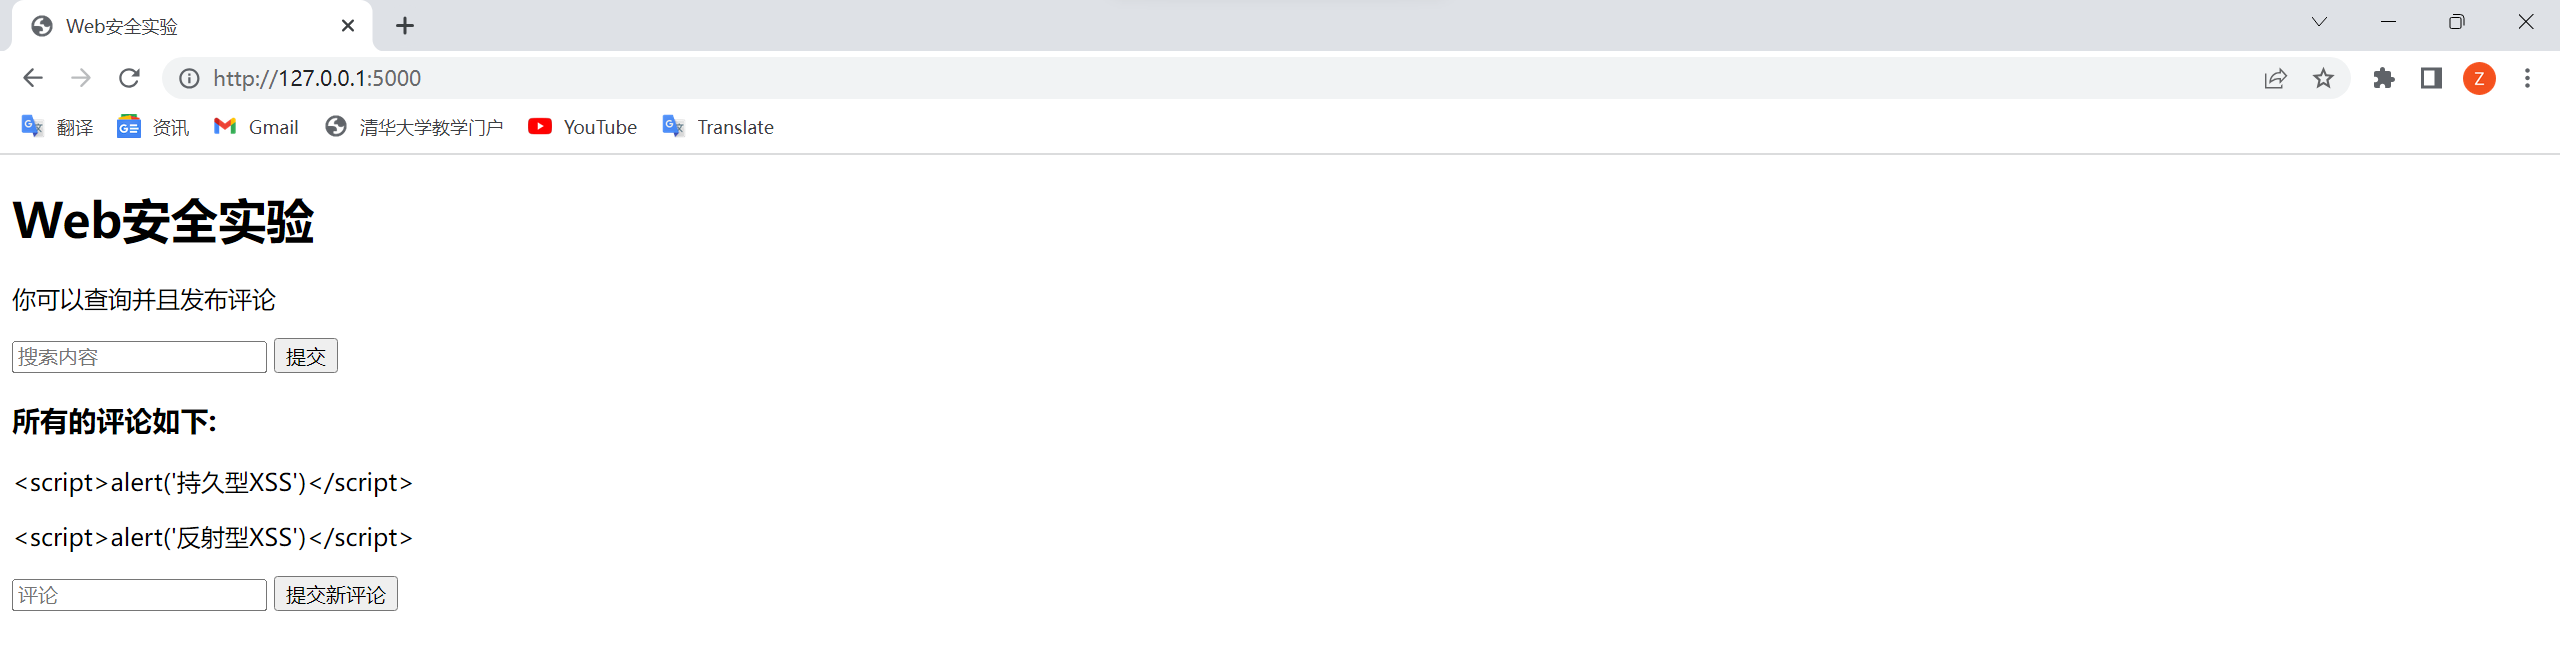 Web安全实验
http://127.0.0.1:5000
Z
翻译 资讯 Gmail 清华大学教学门户 YouTube Translate
Web安全实验
你可以查询并且发布评论
搜索内容 提交
所有的评论如下:
<script>alert('持久型XSS')</script>
<script>alert('反射型XSS')</script>
评论 提交新评论